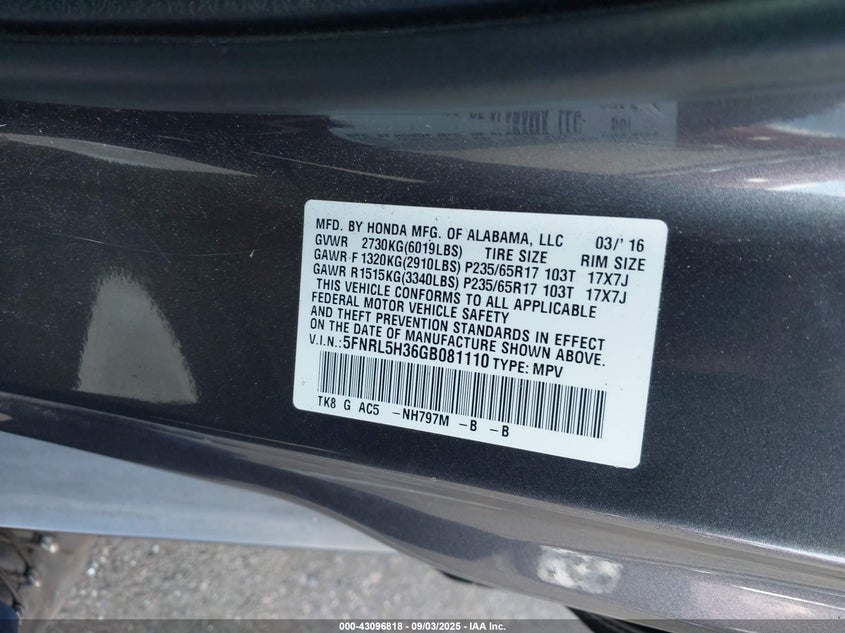 MFD. BY HONDA MFG. OF ALABAMA, LLC 03/'16
GVWR 2730KG(6019LBS) TIRE SIZE RIM SIZE
GAWR F 1320KG(2910LBS) P235/65R17 103T 17X7J
GAWR R1515KG(3340LBS) P235/65R17 103T 17X7J
THIS VEHICLE CONFORMS TO ALL APPLICABLE
FEDERAL MOTOR VEHICLE SAFETY
AND THEFT PREVENTION STANDARDS IN EFFECT
ON THE DATE OF MANUFACTURE SHOWN ABOVE.
V.I.N.:5FNRL5H36GB081110 TYPE: MPV
TK8 G AC5 -NH797M -B -B
000-43096818 - 09/03/2025 - IAA Inc.